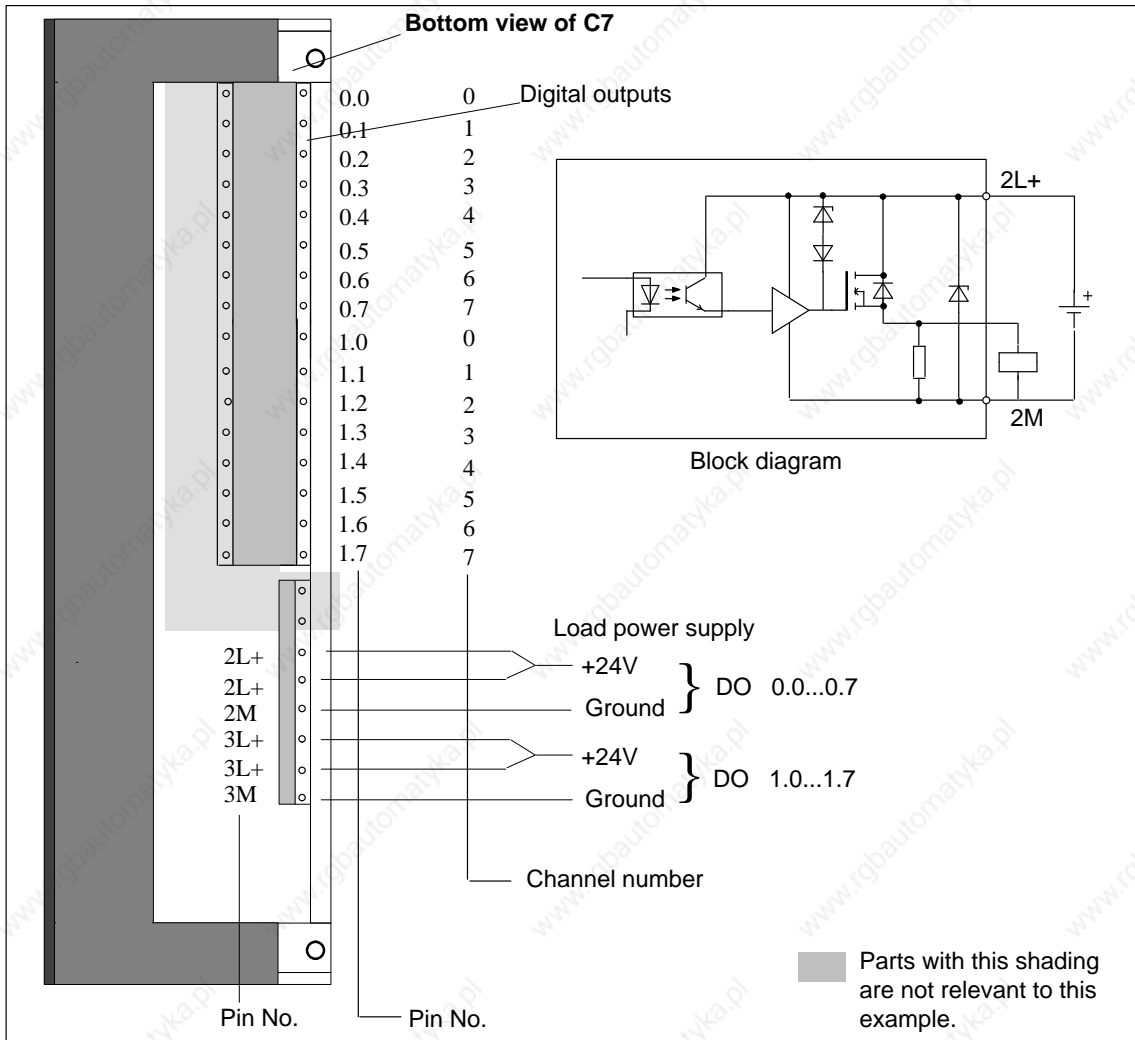 Bottom view of C7
Digital outputs
0.0 0
0.1 1
0.2 2
0.3 3
0.4 4
0.5 5
0.6 6
0.7 7
1.0 0
1.1 1
1.2 2
1.3 3
1.4 4
1.5 5
1.6 6
1.7 7
2L+
+
2M
Block diagram
Load power supply
2L+
2L+
2M
3L+
3L+
3M
+24V
Ground
} DO 0.0...0.7
+24V
Ground
} DO 1.0...1.7
Channel number
Pin No.
Pin No.
Parts with this shading
are not relevant to this
example.
www.rgbautomatyka.pl